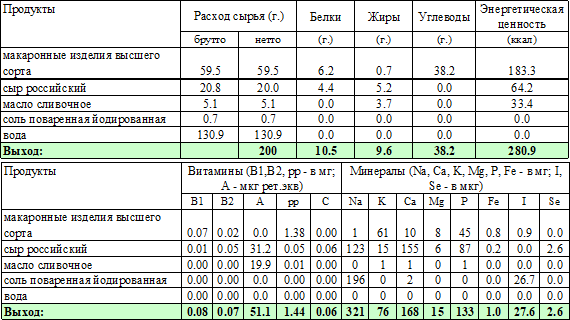 Продукты Расход сырья (г.) Белки Жиры Углеводы Энергетическая ценность
брутто нетто (г.) (г.) (г.) (ккал)
макаронные изделия высшего
сорта 59.5 59.5 6.2 0.7 38.2 183.3
сыр российский 20.8 20.0 4.4 5.2 0.0 64.2
масло сливочное 5.1 5.1 0.0 3.7 0.0 33.4
соль поваренная йодированная 0.7 0.7 0.0 0.0 0.0 0.0
вода 130.9 130.9 0.0 0.0 0.0 0.0
Выход: 200 10.5 9.6 38.2 280.9
Продукты Витамины (B1,B2, pp - в мг; Минералы (Na, Ca, K, Mg, P, Fe - в мг; I,
A - мкг рет.экв) Se - в мкг)
B1 B2 A pp C Na K Ca Mg P Fe I Se
макаронные изделия высшего
сорта 0.07 0.02 0.0 1.38 0.00 1 61 10 8 45 0.8 0.9 0.0
сыр российский 0.01 0.05 31.2 0.05 0.06 123 15 155 6 87 0.2 0.0 2.6
масло сливочное 0.00 0.00 19.9 0.01 0.00 0 1 1 0 1 0.0 0.0 0.0
соль поваренная йодированная 0.00 0.00 0.0 0.00 0.00 196 0 2 0 0 0.0 26.7 0.0
вода 0.00 0.00 0.0 0.00 0.00 0 0 0 0 0 0.0 0.0 0.0
Выход: 0.08 0.07 51.1 1.44 0.06 321 76 168 15 133 1.0 27.6 2.6